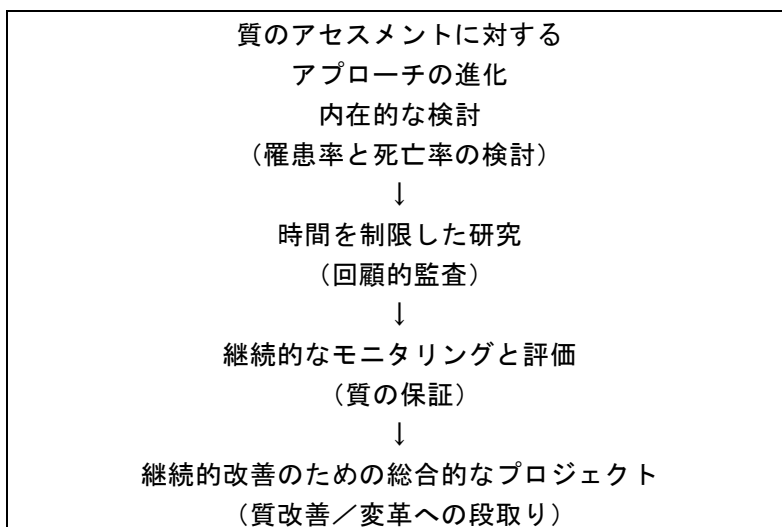 質のアセスメントに対する
アプローチの進化
内在的な検討
（罹患率と死亡率の検討）
↓
時間を制限した研究
（回顧的監査）
↓
継続的なモニタリングと評価
（質の保証）
↓
継続的改善のための総合的なプロジェクト
（質改善／変革への段取り）